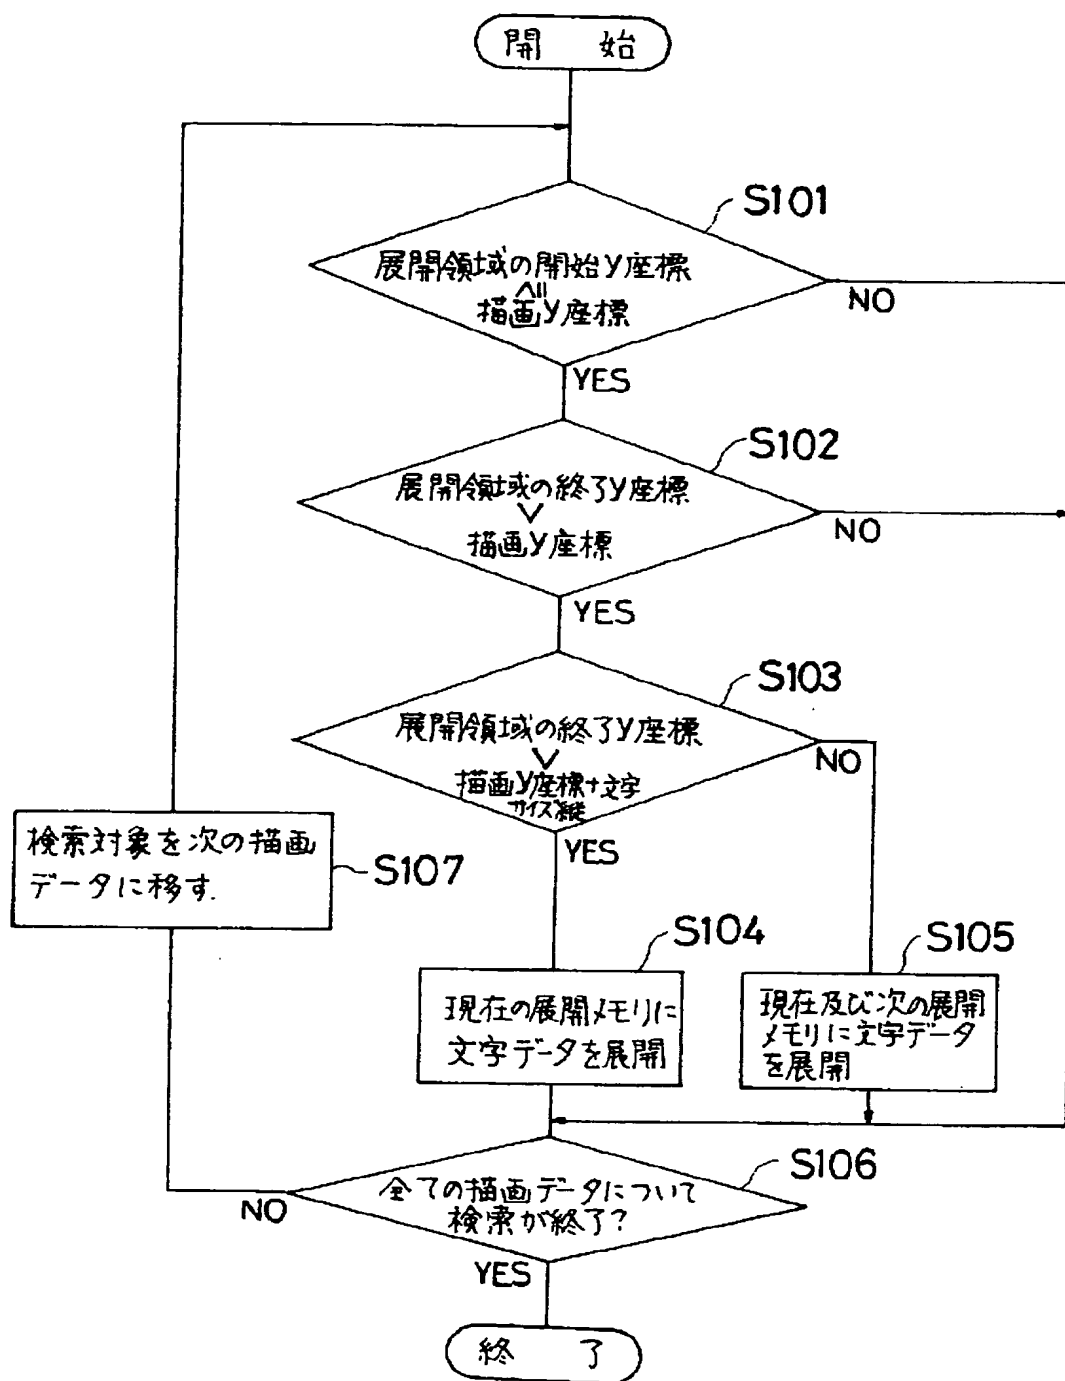 開 始
S101
展開領域の開始Y座標
≦
描画Y座標
NO
YES
S102
展開領域の終了Y座標
>
描画Y座標
NO
YES
S103
展開領域の終了Y座標
>
描画Y座標+文字
サイズ縦
NO
YES
検索対象を次の描画
データに移す.
S107
S104
現在の展開メモリに
文字データを展開
S105
現在及び次の展開
メモリに文字データ
を展開
S106
全ての描画データについて
検索が終了?
NO
YES
終 了